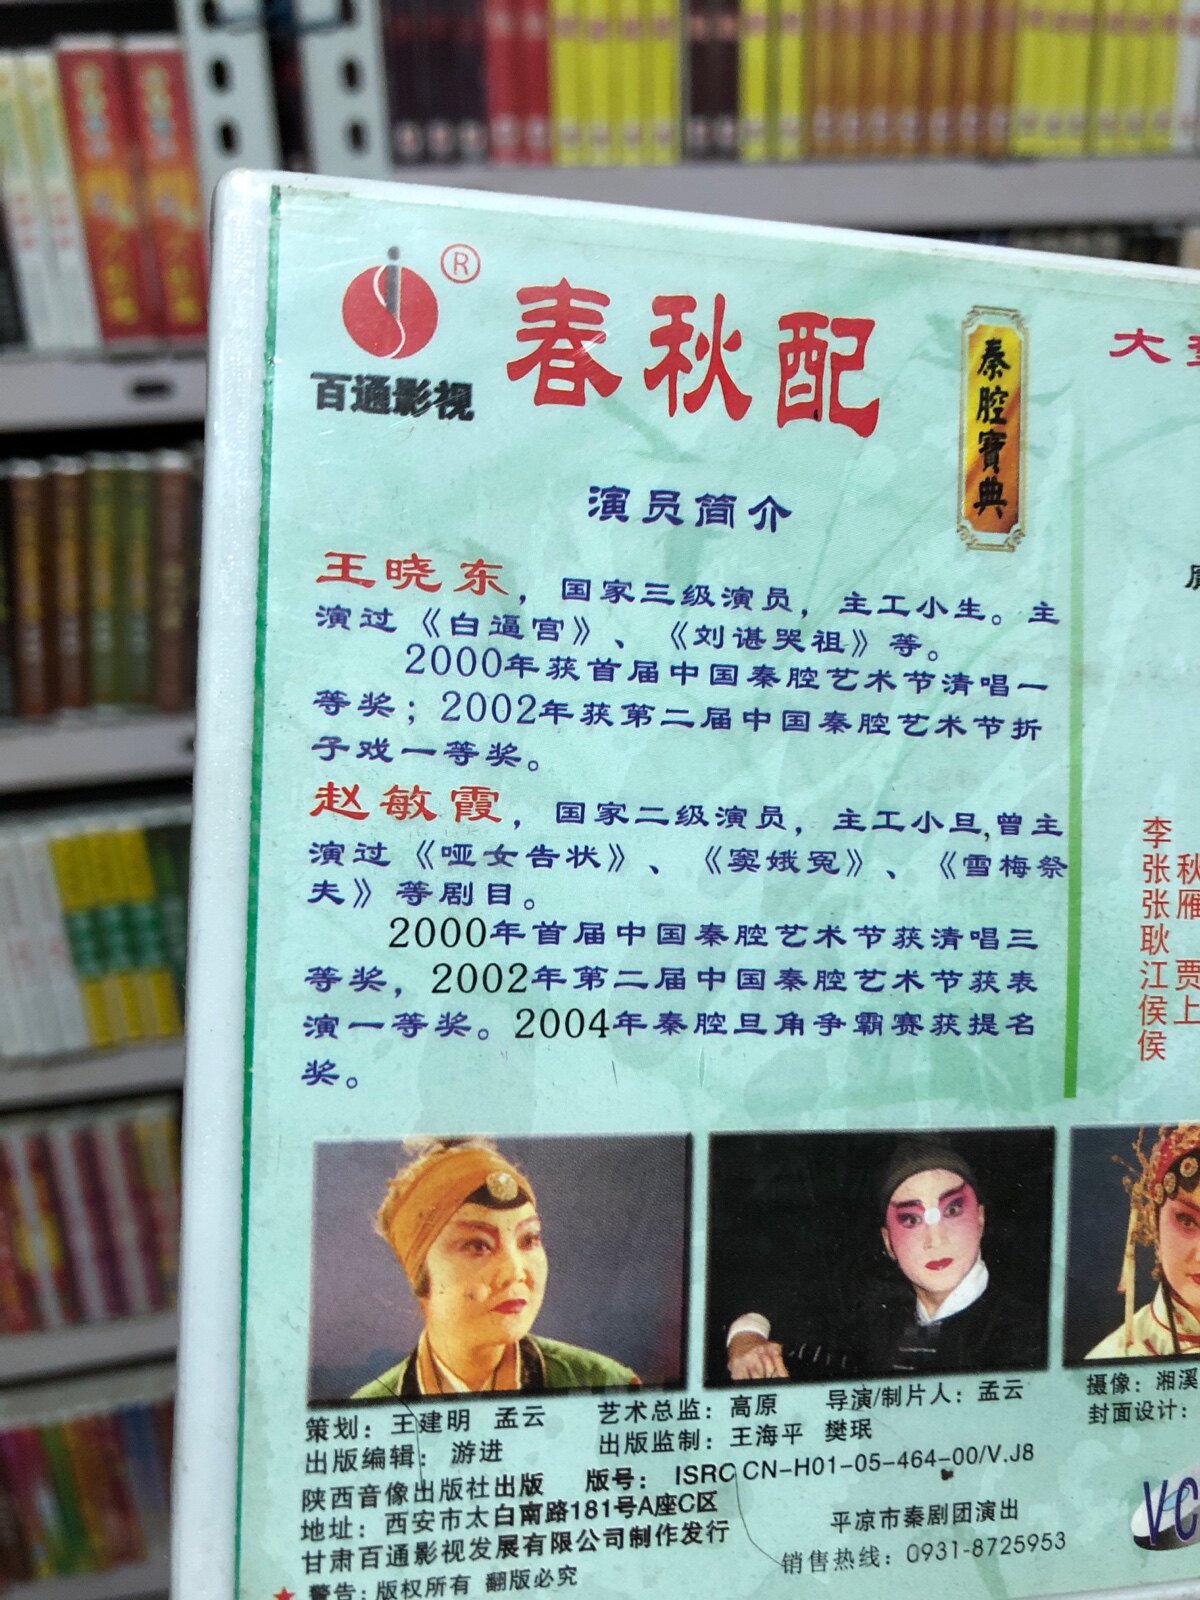 ®
百通影视
春秋配
秦腔寶典
大
演员简介
王晓东，国家三级演员，主工小生。主
演过《白逼宫》、《刘谌哭祖》等。
2000年获首届中国秦腔艺术节清唱一
等奖；2002年获第二届中国秦腔艺术节折
子戏一等奖。
赵敏霞，国家二级演员，主工小旦,曾主
演过《哑女告状》、《窦娥冤》、《雪梅祭
夫》等剧目。
2000年首届中国秦腔艺术节获清唱三
等奖，2002年第二届中国秦腔艺术节获表
演一等奖。2004年秦腔旦角争霸赛获提名
奖。
李
张秋
张雁
耿
江贾
侯上
侯
策划：王建明 孟云 艺术总监：高原 导演/制片人：孟云 摄像：湘溪
出版编辑：游进 出版监制：王海平 樊珉 封面设计：
陕西音像出版社出版 版号：ISRC CN-H01-05-464-00/V.J8
地址：西安市太白南路181号A座C区 平凉市秦剧团演出
甘肃百通影视发展有限公司制作发行 销售热线：0931-8725953
★警告：版权所有 翻版必究
VC